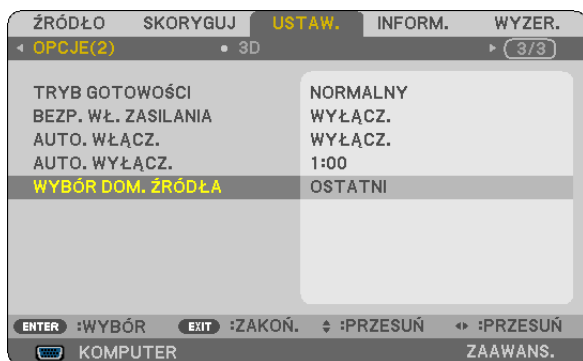 ŹRÓDŁO SKORYGUJ USTAW. INFORM. WYZER.
◂ OPCJE(2) • 3D ▸ (3/3)
TRYB GOTOWOŚCI NORMALNY
BEZP. WŁ. ZASILANIA WYŁĄCZ.
AUTO. WŁĄCZ. WYŁĄCZ.
AUTO. WYŁĄCZ. 1:00
WYBÓR DOM. ŹRÓDŁA OSTATNI
ENTER :WYBÓR EXIT :ZAKOŃ. :PRZESUŃ :PRZESUŃ
KOMPUTER ZAAWANS.